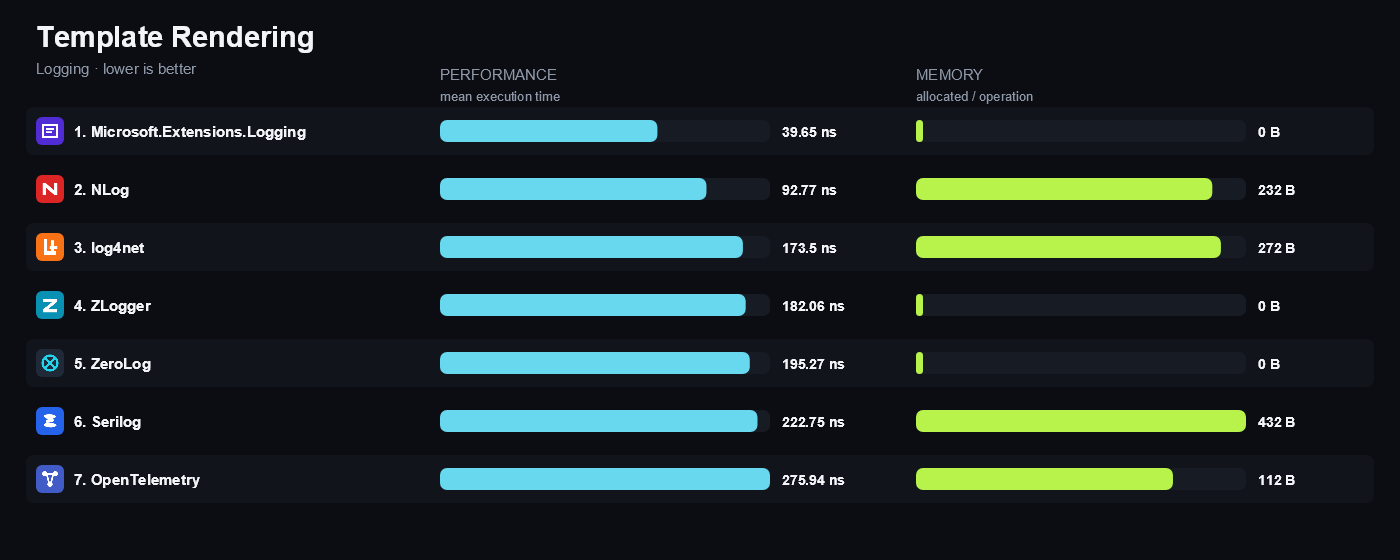 Template Rendering
Logging · lower is better
PERFORMANCE
mean execution time
MEMORY
allocated / operation
1. Microsoft.Extensions.Logging 39.65 ns 0 B
2. NLog 92.77 ns 232 B
3. log4net 173.5 ns 272 B
4. ZLogger 182.06 ns 0 B
5. ZeroLog 195.27 ns 0 B
6. Serilog 222.75 ns 432 B
7. OpenTelemetry 275.94 ns 112 B